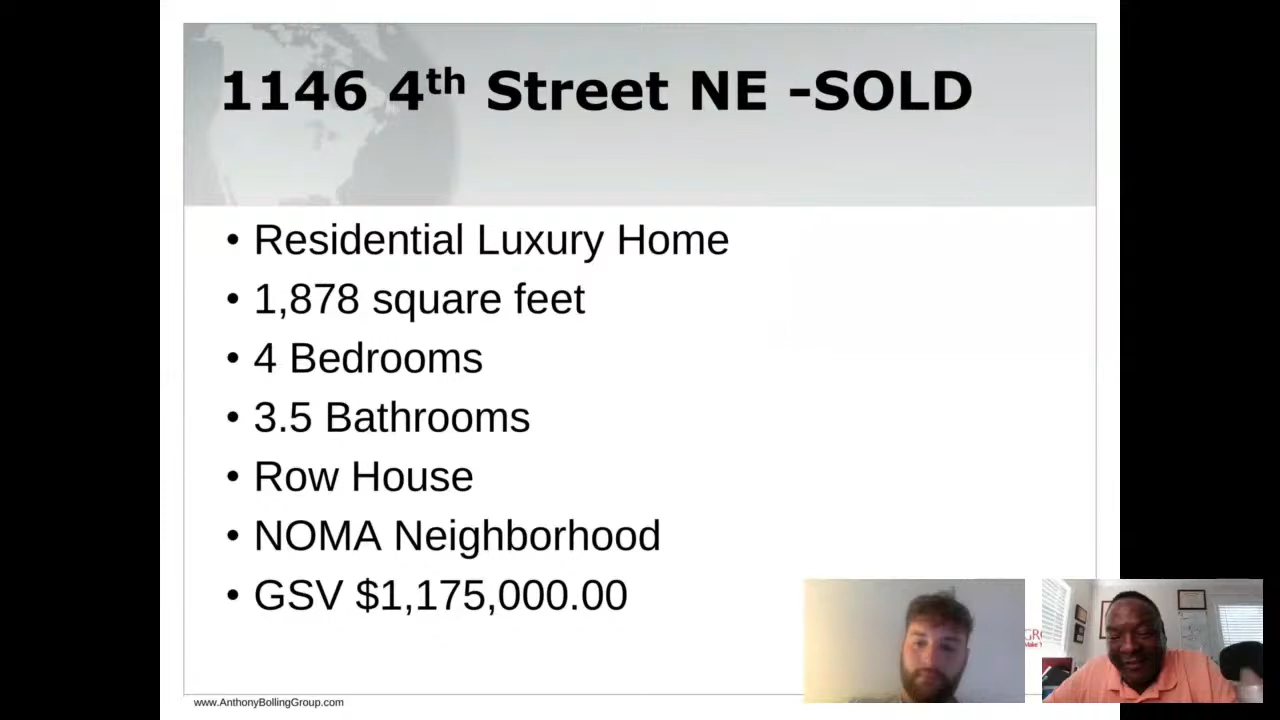 1146 4th Street NE -SOLD
• Residential Luxury Home
• 1,878 square feet
• 4 Bedrooms
• 3.5 Bathrooms
• Row House
• NOMA Neighborhood
• GSV $1,175,000.00
GR
www.AnthonyBollingGroup.com